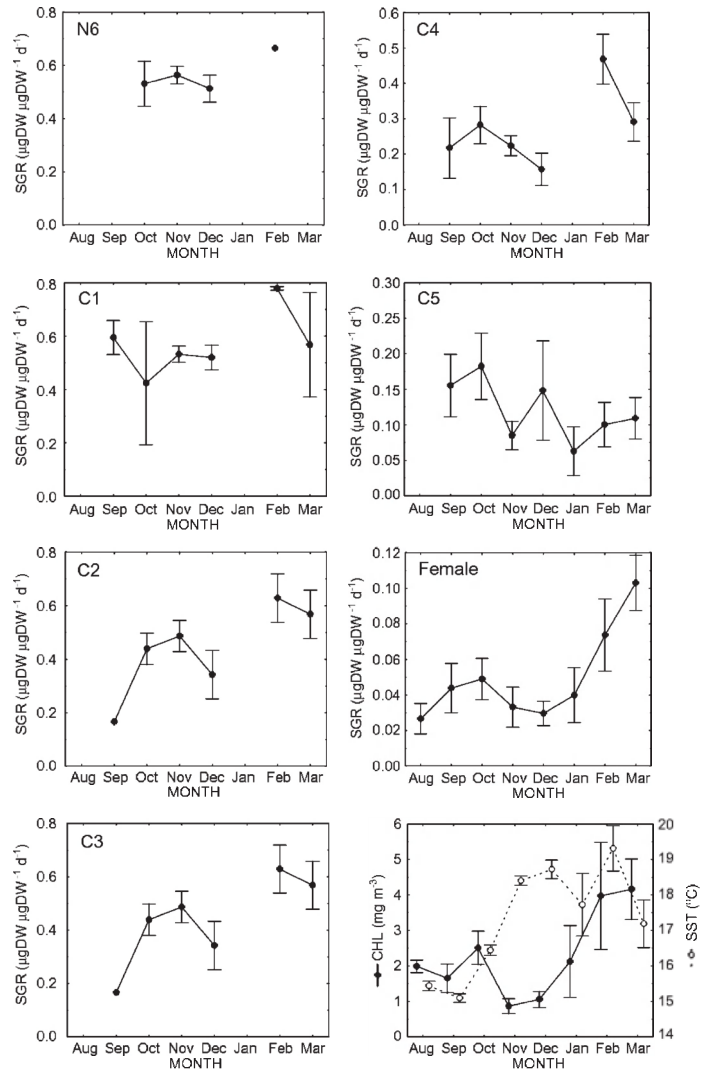 N6
SGR (µgDW µgDW⁻¹ d⁻¹)
0.8
0.6
0.4
0.2
0.0
Aug Sep Oct Nov Dec Jan Feb Mar
MONTH
C4
SGR (µgDW µgDW⁻¹ d⁻¹)
0.6
0.5
0.4
0.3
0.2
0.1
0.0
Aug Sep Oct Nov Dec Jan Feb Mar
MONTH
C1
SGR (µgDW µgDW⁻¹ d⁻¹)
0.8
0.6
0.4
0.2
0.0
Aug Sep Oct Nov Dec Jan Feb Mar
MONTH
C5
SGR (µgDW µgDW⁻¹ d⁻¹)
0.30
0.25
0.20
0.15
0.10
0.05
0.00
Aug Sep Oct Nov Dec Jan Feb Mar
MONTH
C2
SGR (µgDW µgDW⁻¹ d⁻¹)
0.8
0.6
0.4
0.2
0.0
Aug Sep Oct Nov Dec Jan Feb Mar
MONTH
Female
SGR (µgDW µgDW⁻¹ d⁻¹)
0.12
0.10
0.08
0.06
0.04
0.02
0.00
Aug Sep Oct Nov Dec Jan Feb Mar
MONTH
C3
SGR (µgDW µgDW⁻¹ d⁻¹)
0.8
0.6
0.4
0.2
0.0
Aug Sep Oct Nov Dec Jan Feb Mar
MONTH
CHL (mg m⁻³)
6
5
4
3
2
1
0
20
19
18
17
16
15
14
SST (°C)
Aug Sep Oct Nov Dec Jan Feb Mar
MONTH